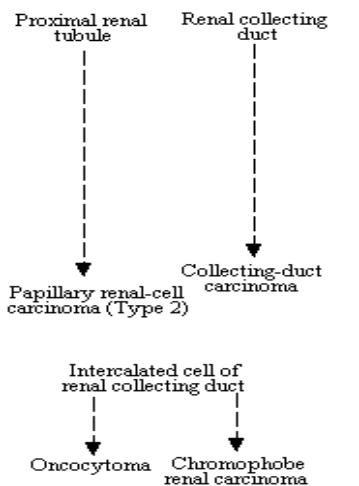 Proximal renal
tubule
Renal collecting
duct
Papillary renal-cell
carcinoma (Type 2)
Collecting-duct
carcinoma
Intercalated cell of
renal collecting duct
Oncocytoma
Chromophobe
renal carcinoma